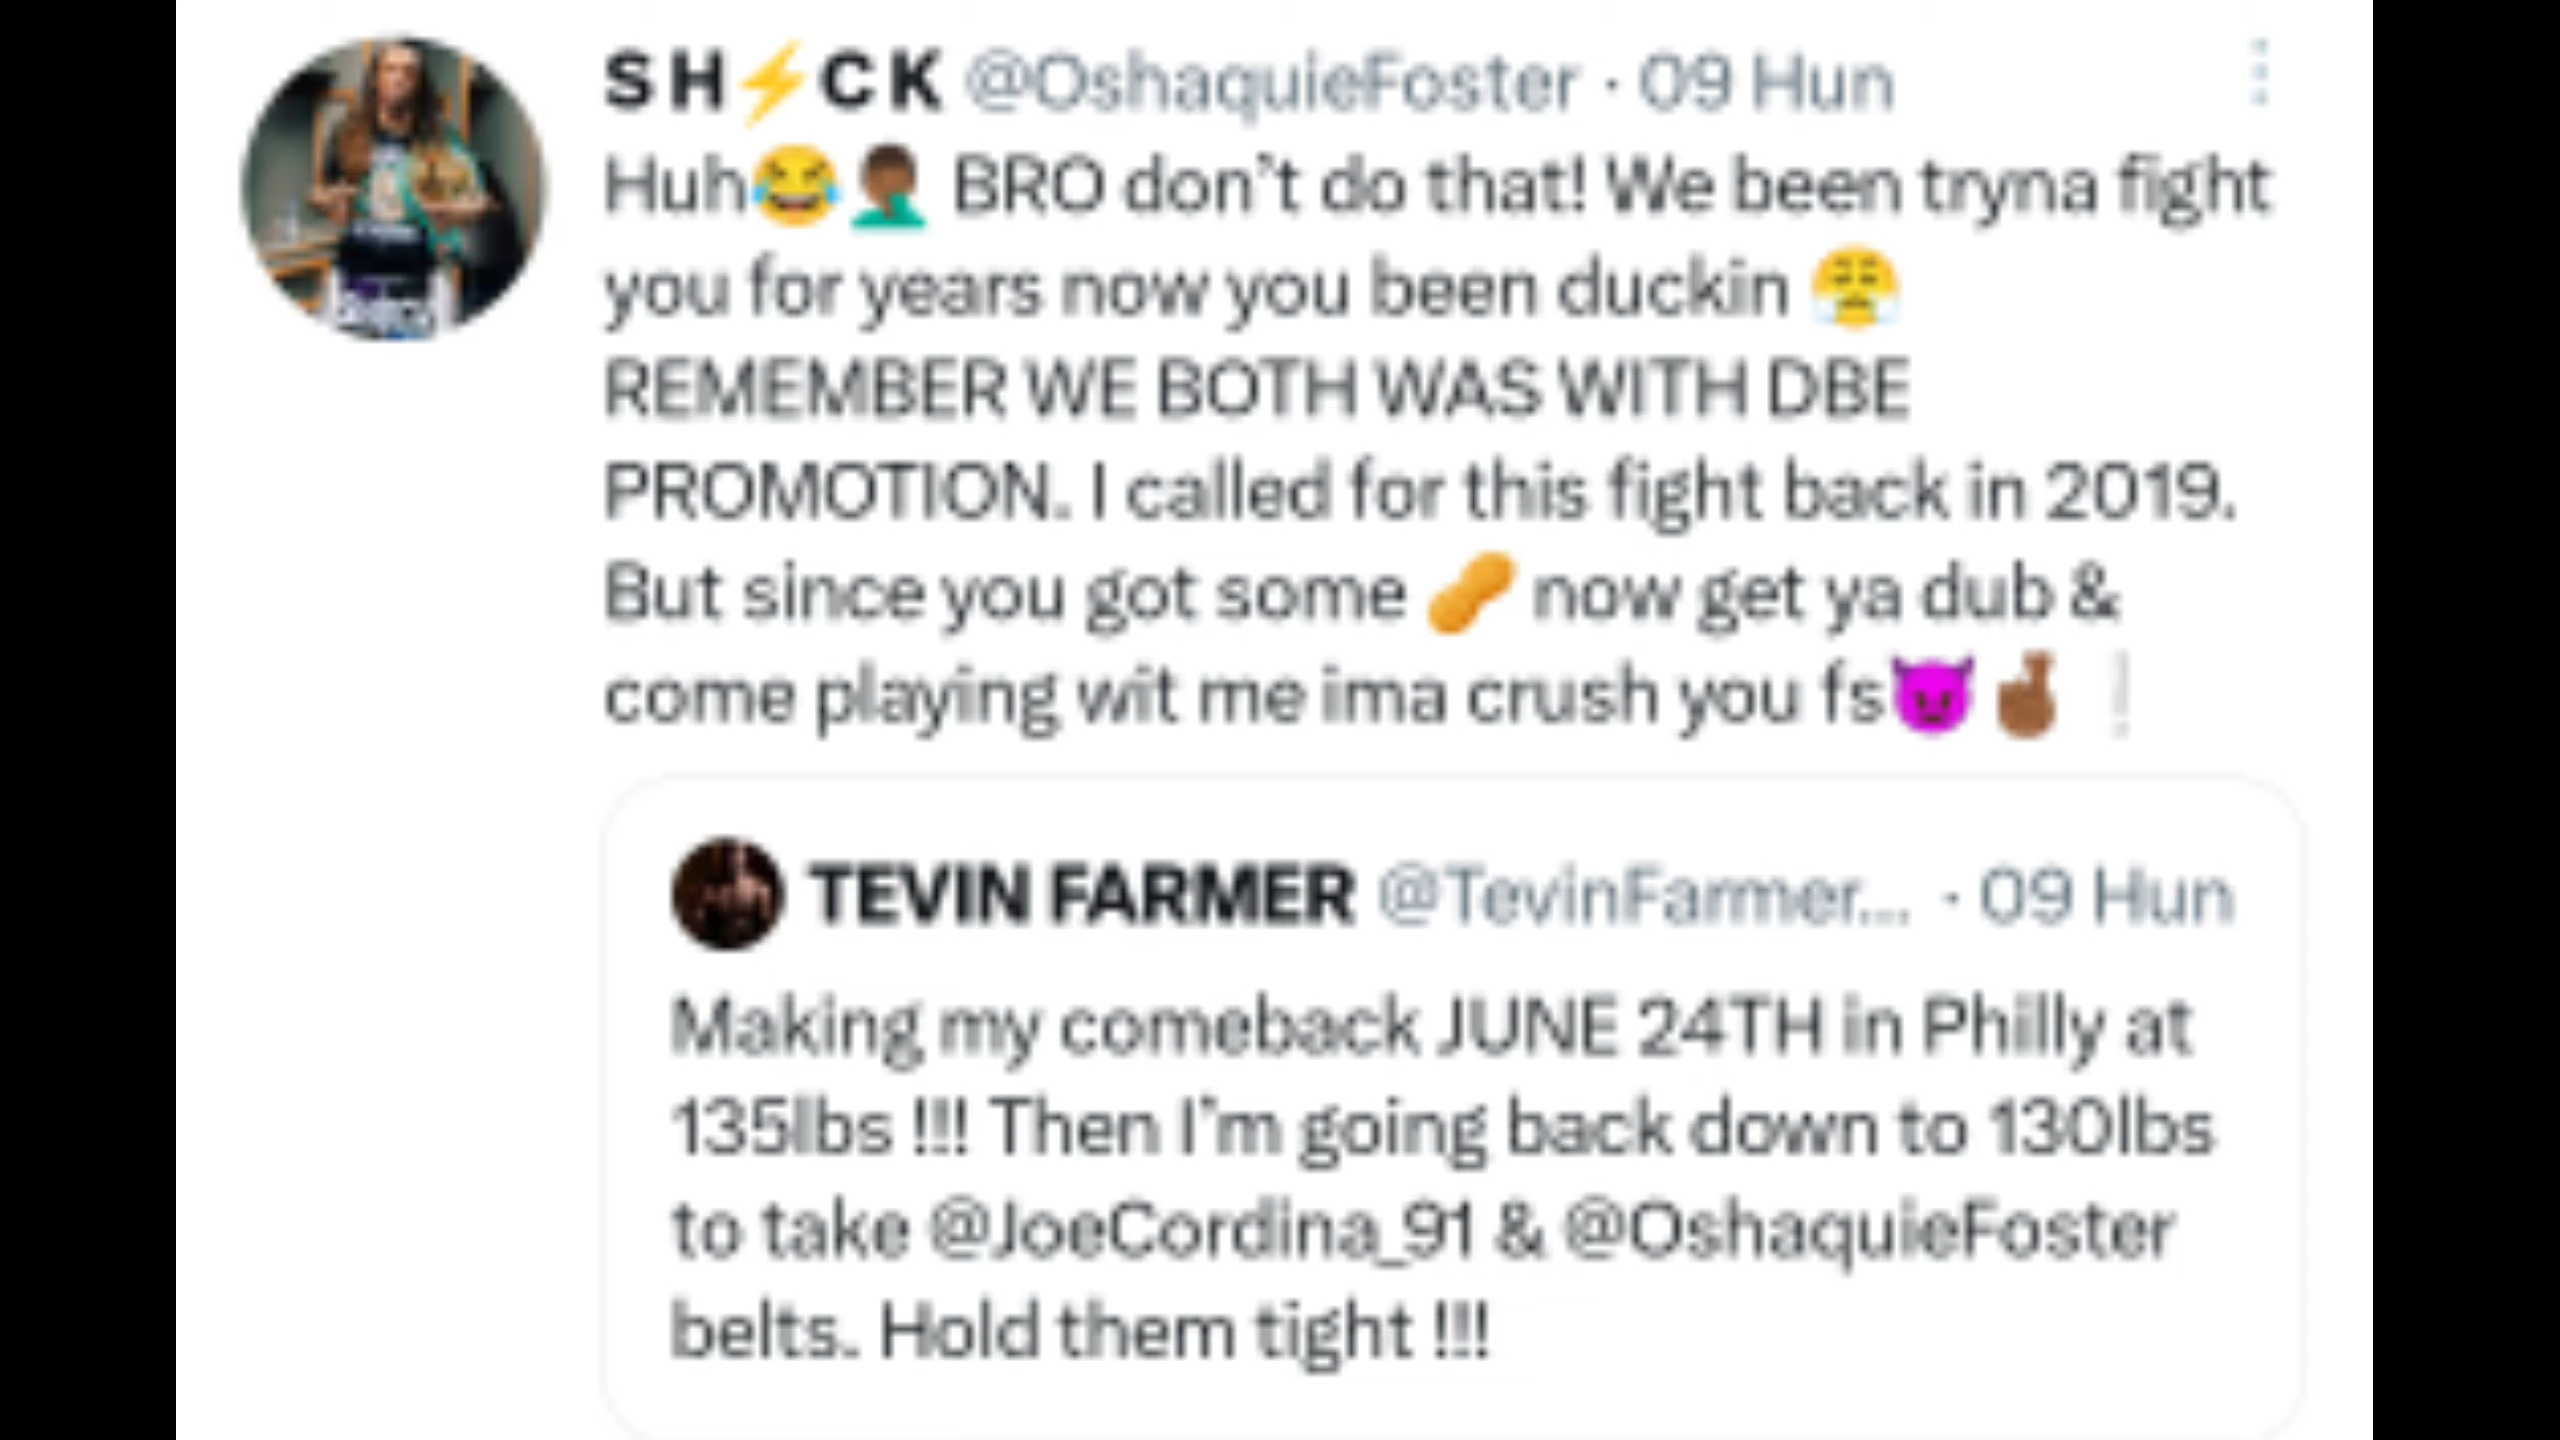 SH⚡CK @OshaquieFoster · 09 Hun
Huh😂🤦🏾‍♂️ BRO don't do that! We been tryna fight
you for years now you been duckin 😤
REMEMBER WE BOTH WAS WITH DBE
PROMOTION. I called for this fight back in 2019.
But since you got some 🥜 now get ya dub &
come playing wit me ima crush you fs😈🤞🏾❕
TEVIN FARMER @TevinFarmer... · 09 Hun
Making my comeback JUNE 24TH in Philly at
135lbs !!! Then I'm going back down to 130lbs
to take @JoeCordina_91 & @OshaquieFoster
belts. Hold them tight !!!